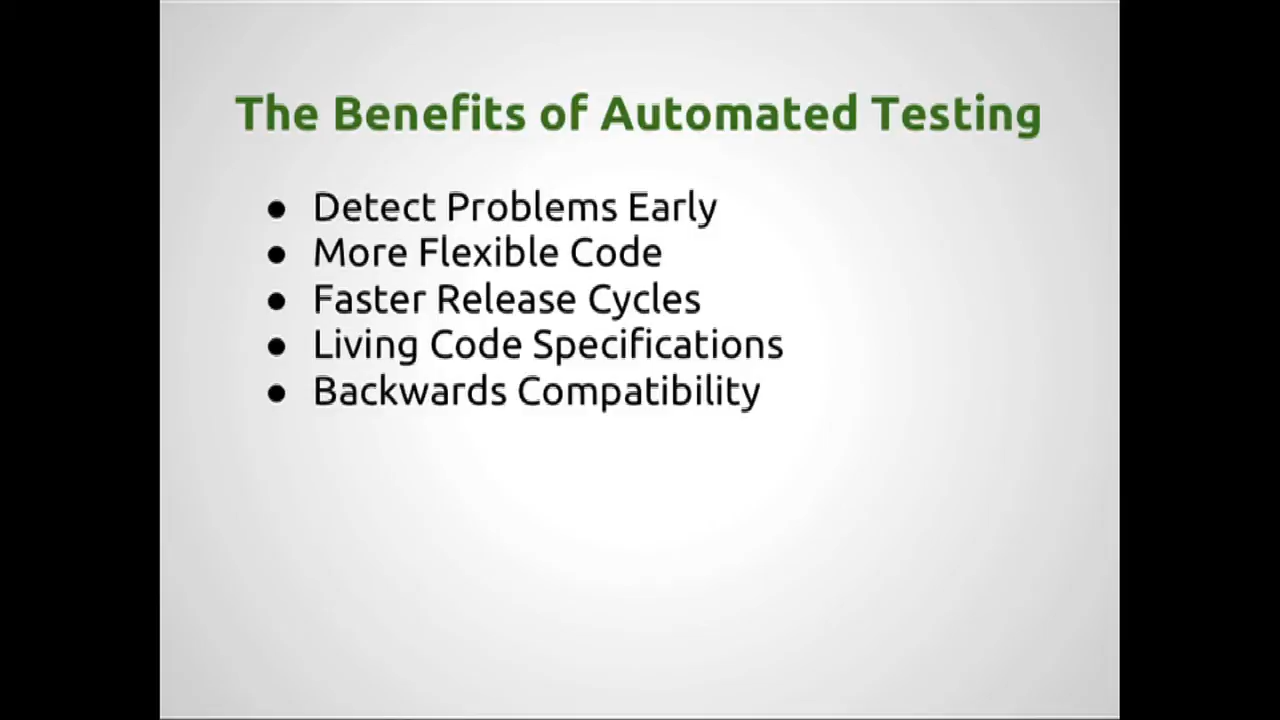 The Benefits of Automated Testing
● Detect Problems Early
● More Flexible Code
● Faster Release Cycles
● Living Code Specifications
● Backwards Compatibility